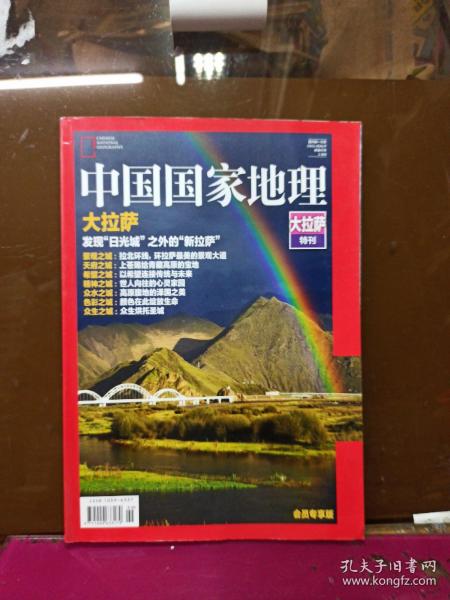 CHINESE
NATIONAL
GEOGRAPHY
中国国家地理
大拉萨
特刊
大拉萨
发现“日光城”之外的“新拉萨”
景观之城：拉北环线，环拉萨最美的景观大道
天府之城：上苍赐给青藏高原的宝地
希望之城：以希望连接传统与未来
精神之城：世人向往的心灵家园
众水之城：高原腹地的泽国之美
色彩之城：颜色在此绽放生命
众生之城：众生烘托圣城
ISSN 1009-6337
会员专享版
孔夫子旧书网
www.kongfz.com